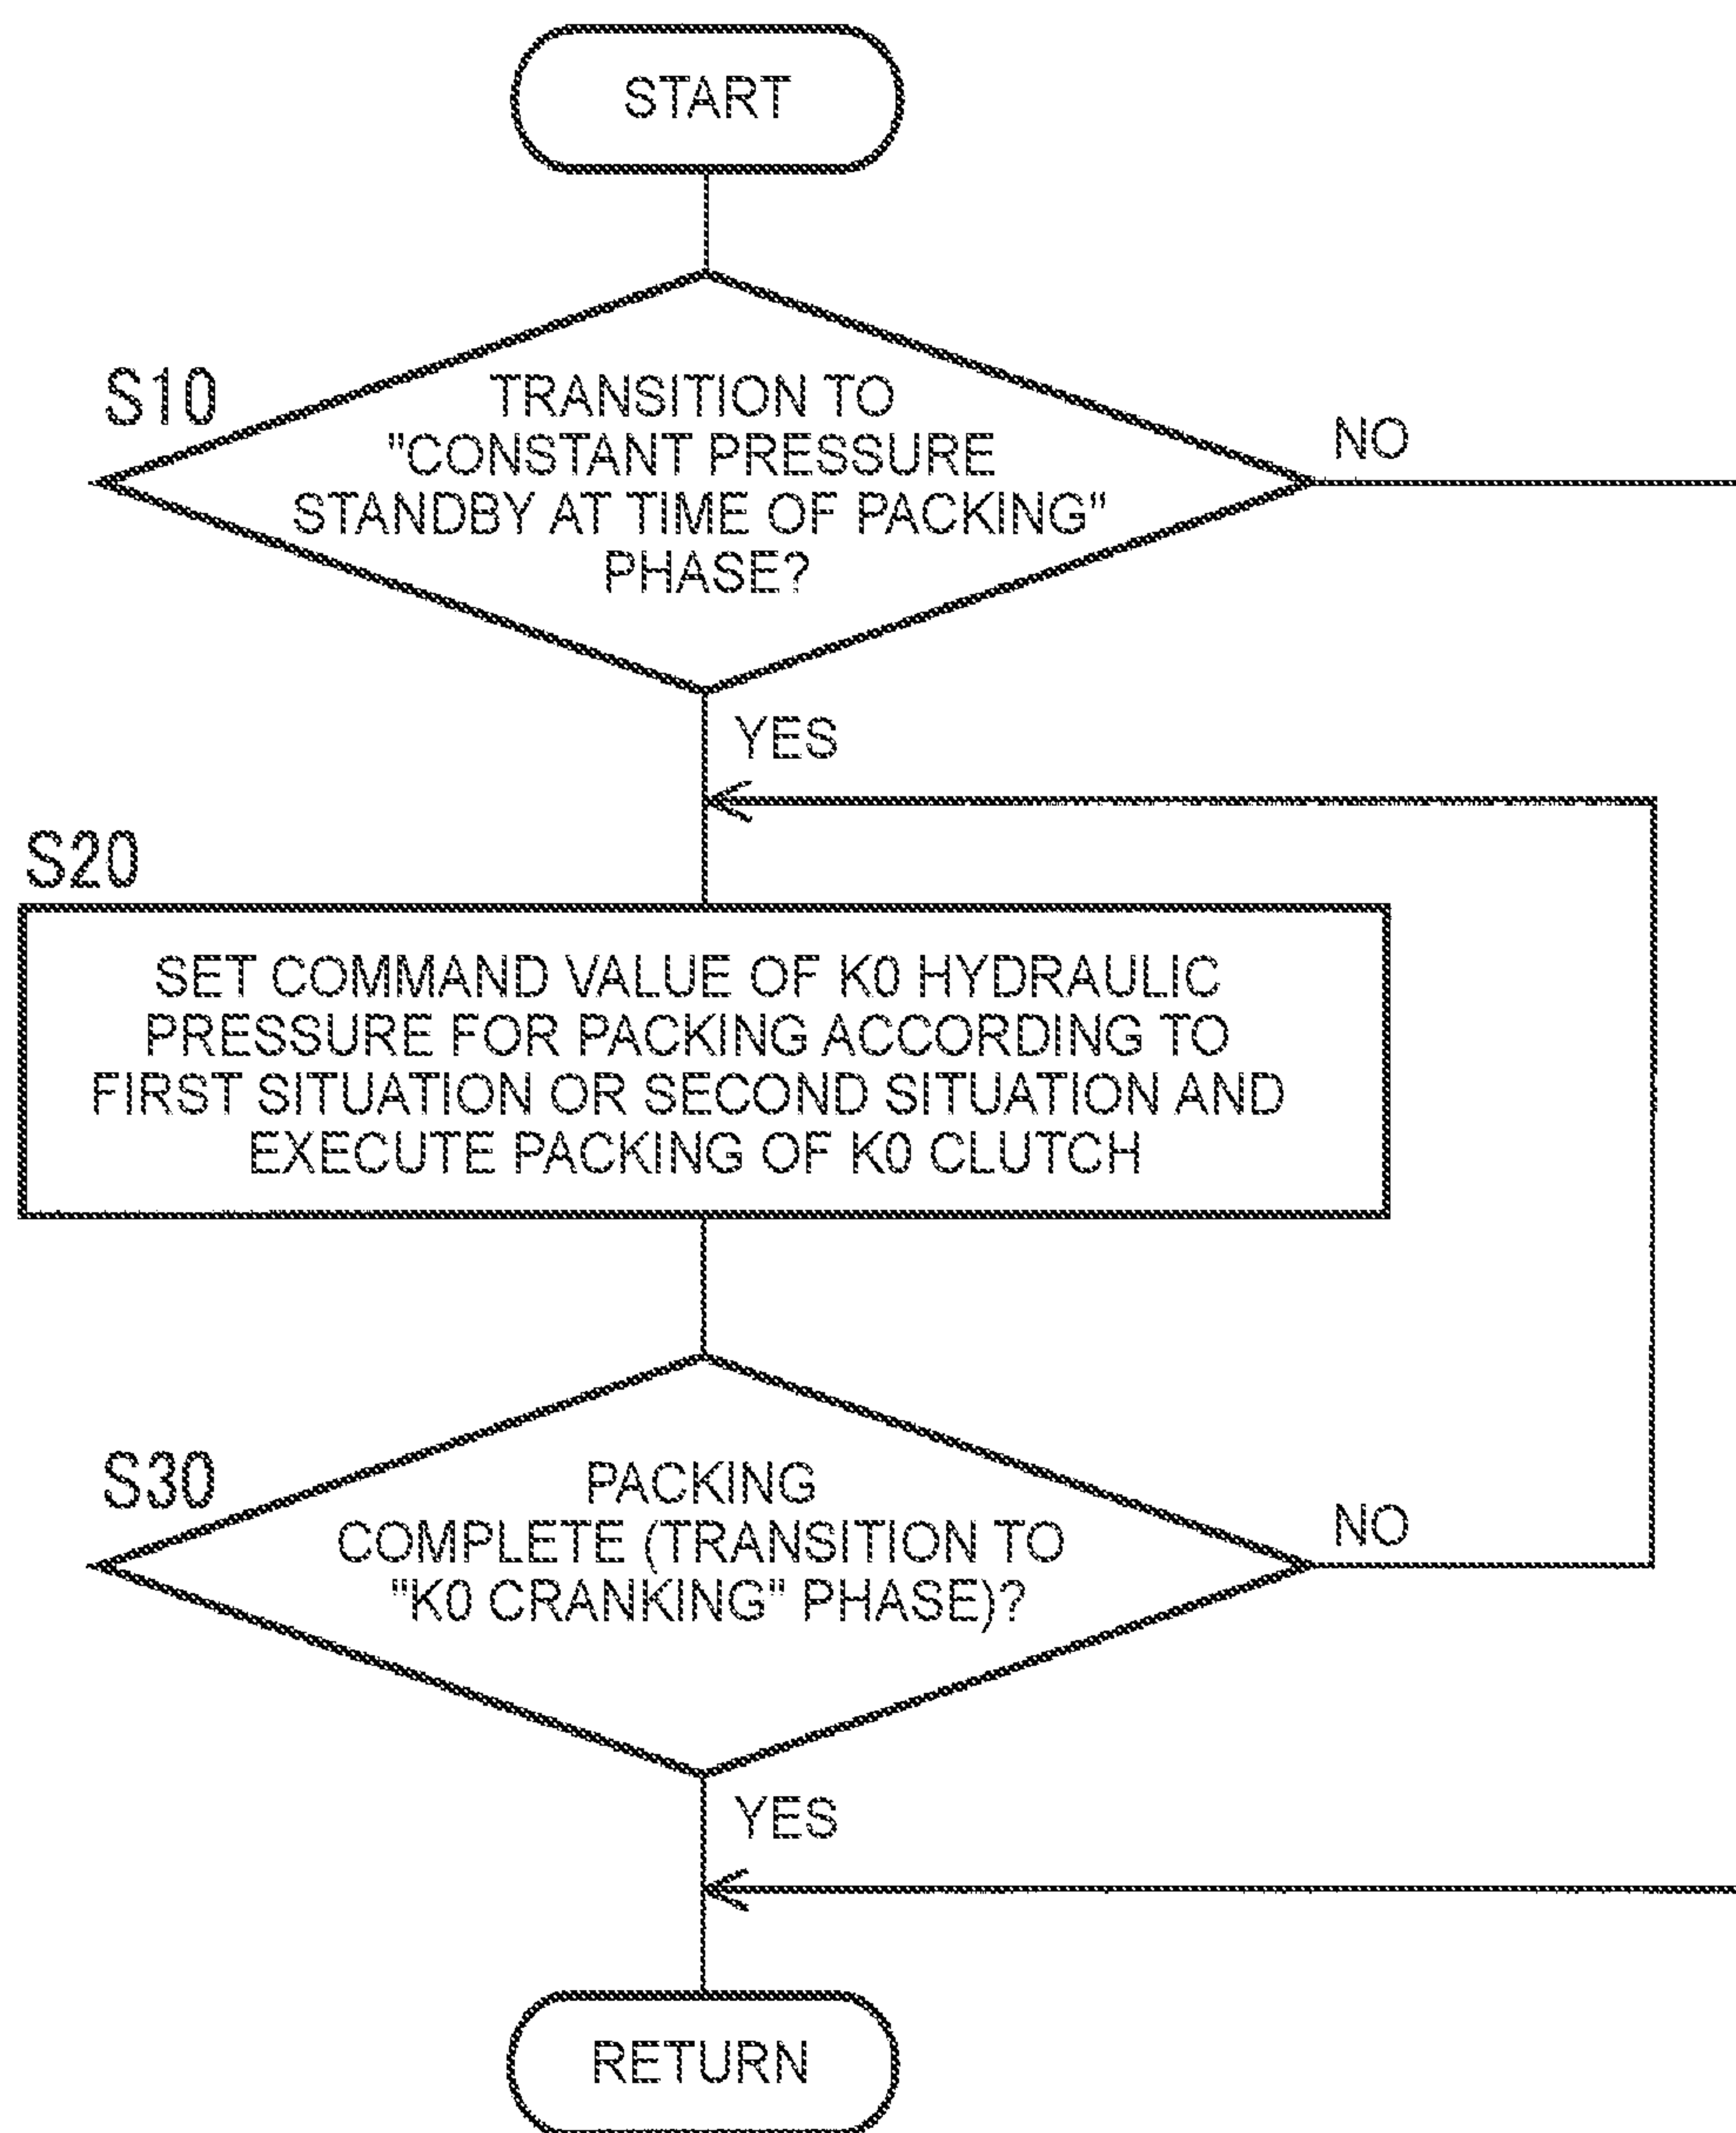 START
S10
TRANSITION TO
"CONSTANT PRESSURE
STANDBY AT TIME OF PACKING"
PHASE?
NO
YES
S20
SET COMMAND VALUE OF K0 HYDRAULIC
PRESSURE FOR PACKING ACCORDING TO
FIRST SITUATION OR SECOND SITUATION AND
EXECUTE PACKING OF K0 CLUTCH
S30
PACKING
COMPLETE (TRANSITION TO
"K0 CRANKING" PHASE)?
NO
YES
RETURN